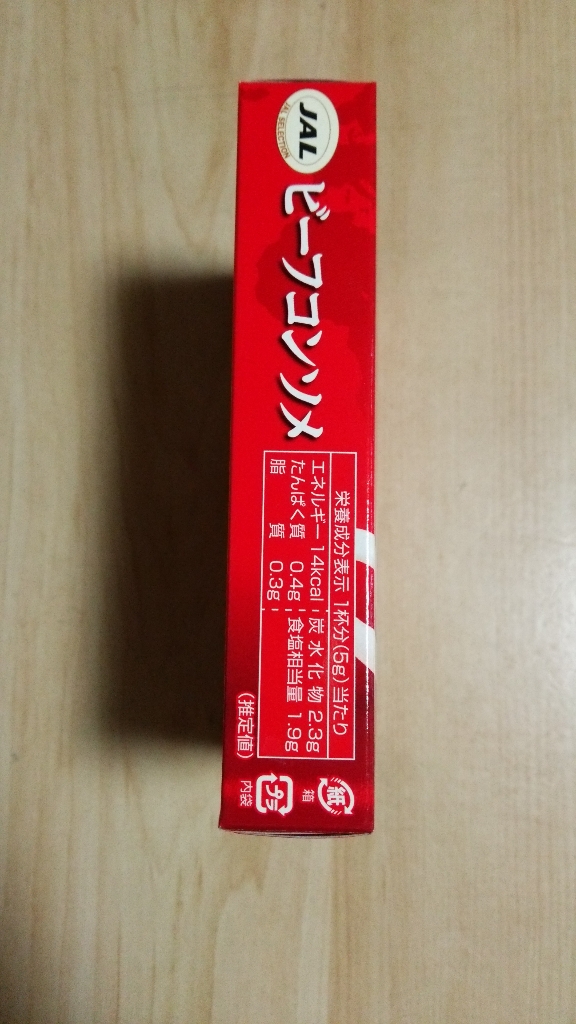 JAL
JAL SELECTION
ビーフコンソメ
栄養成分表示 1杯分(5g)当たり
エネルギー 14kcal 炭水化物 2.3g
たんぱく質 0.4g 食塩相当量 1.9g
脂質 0.3g
(推定値)
紙
箱
プラ
内袋